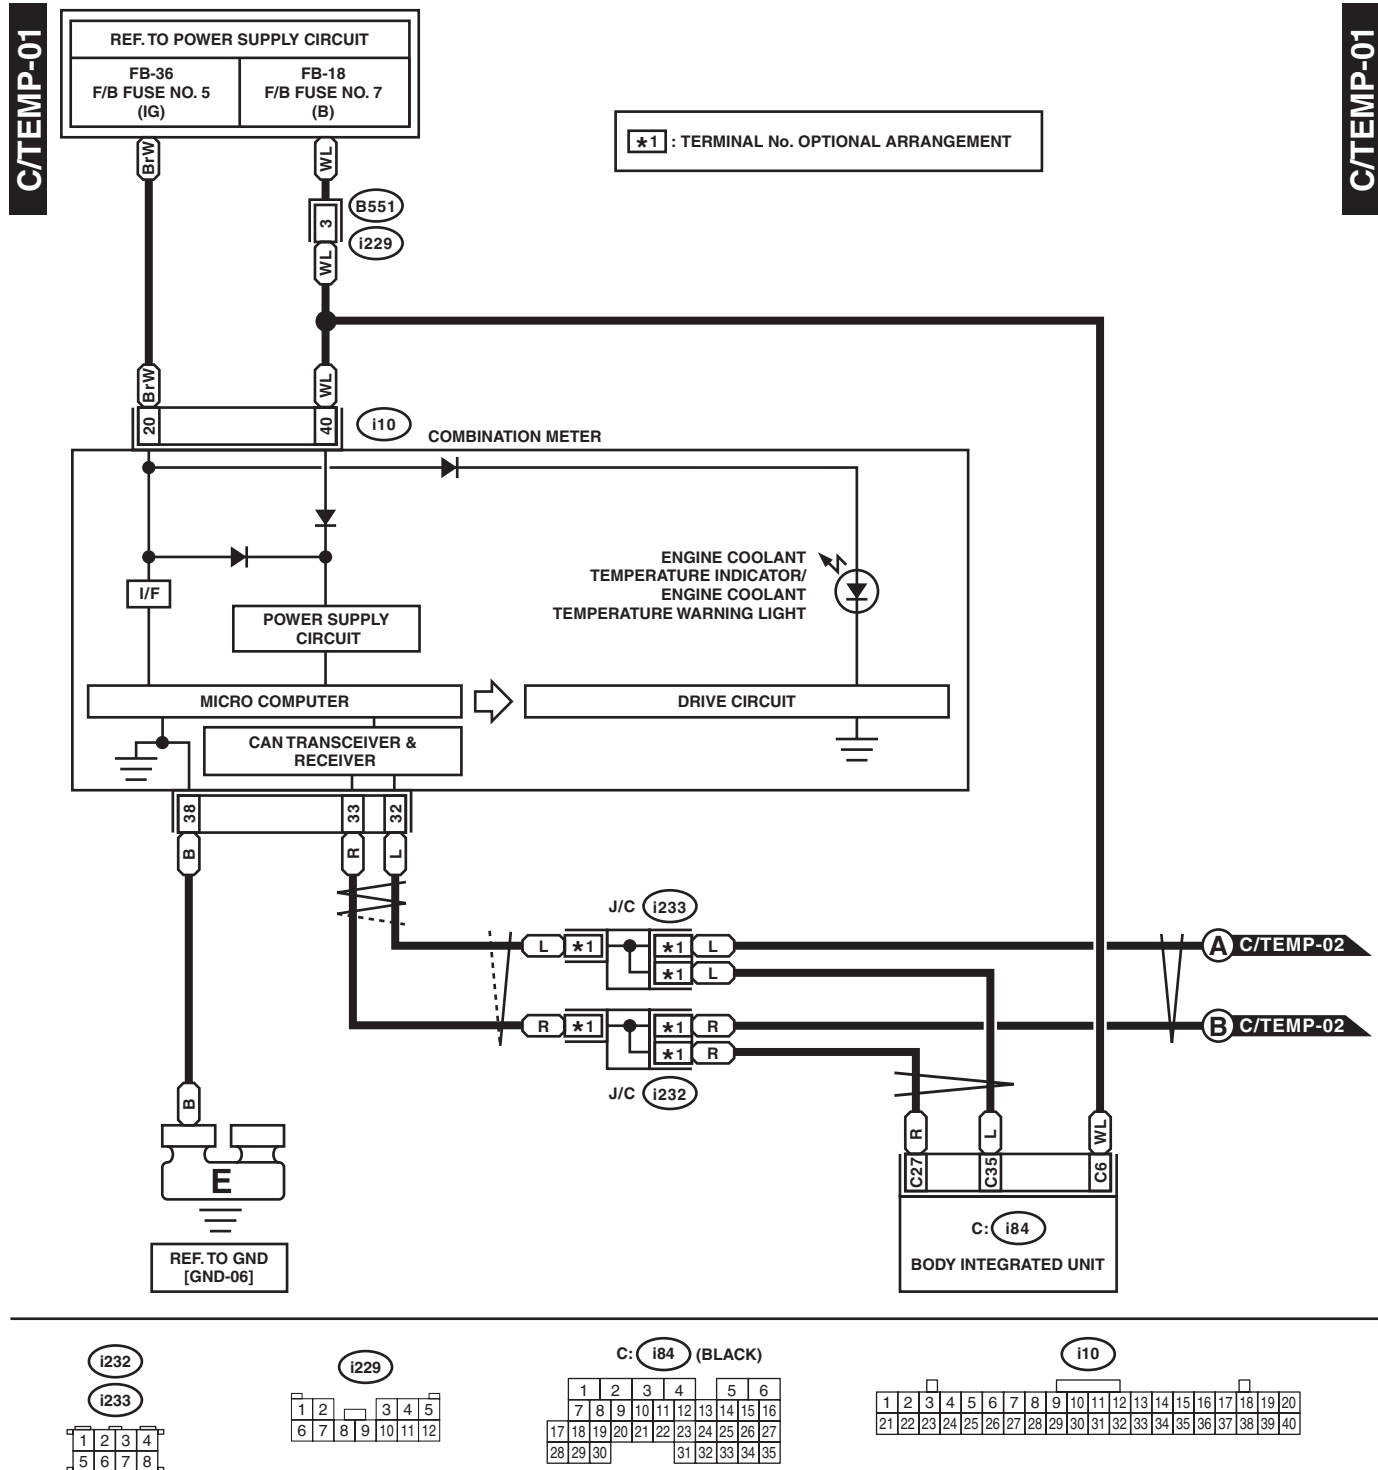 C/TEMP-01
C/TEMP-01
REF. TO POWER SUPPLY CIRCUIT
FB-36
F/B FUSE NO. 5
(IG)
FB-18
F/B FUSE NO. 7
(B)
*1 : TERMINAL No. OPTIONAL ARRANGEMENT
BrW
WL
3
B551
i229
WL
BrW
WL
20
40
i10
COMBINATION METER
I/F
POWER SUPPLY
CIRCUIT
ENGINE COOLANT
TEMPERATURE INDICATOR/
ENGINE COOLANT
TEMPERATURE WARNING LIGHT
MICRO COMPUTER
DRIVE CIRCUIT
CAN TRANSCEIVER &
RECEIVER
38
33
32
B
R
L
J/C i233
L *1 *1 L
*1 L
A C/TEMP-02
R *1 *1 R
*1 R
B C/TEMP-02
J/C i232
B
E
REF. TO GND
[GND-06]
R
L
WL
C27
C35
C6
C: i84
BODY INTEGRATED UNIT
i232
i233
1 2 3 4
5 6 7 8
i229
1 2 3 4 5
6 7 8 9 10 11 12
C: i84 (BLACK)
1 2 3 4 5 6
7 8 9 10 11 12 13 14 15 16
17 18 19 20 21 22 23 24 25 26 27
28 29 30 31 32 33 34 35
i10
1 2 3 4 5 6 7 8 9 10 11 12 13 14 15 16 17 18 19 20
21 22 23 24 25 26 27 28 29 30 31 32 33 34 35 36 37 38 39 40